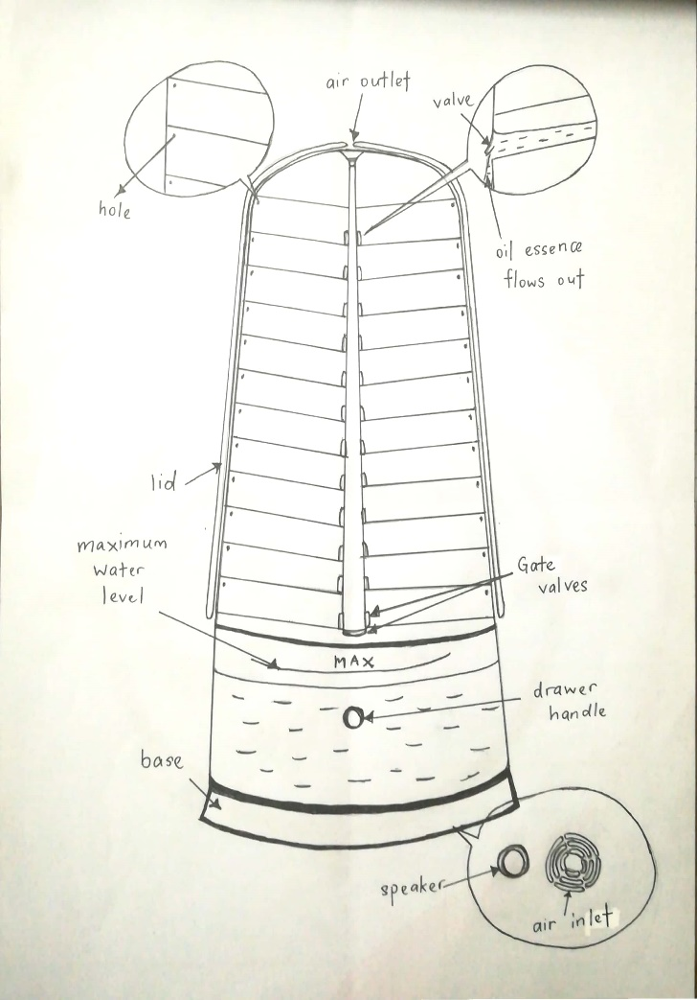 air outlet
valve
hole
oil essence
flows out
lid
maximum
water
level
Gate
valves
MAX
drawer
handle
base
speaker
air inlet